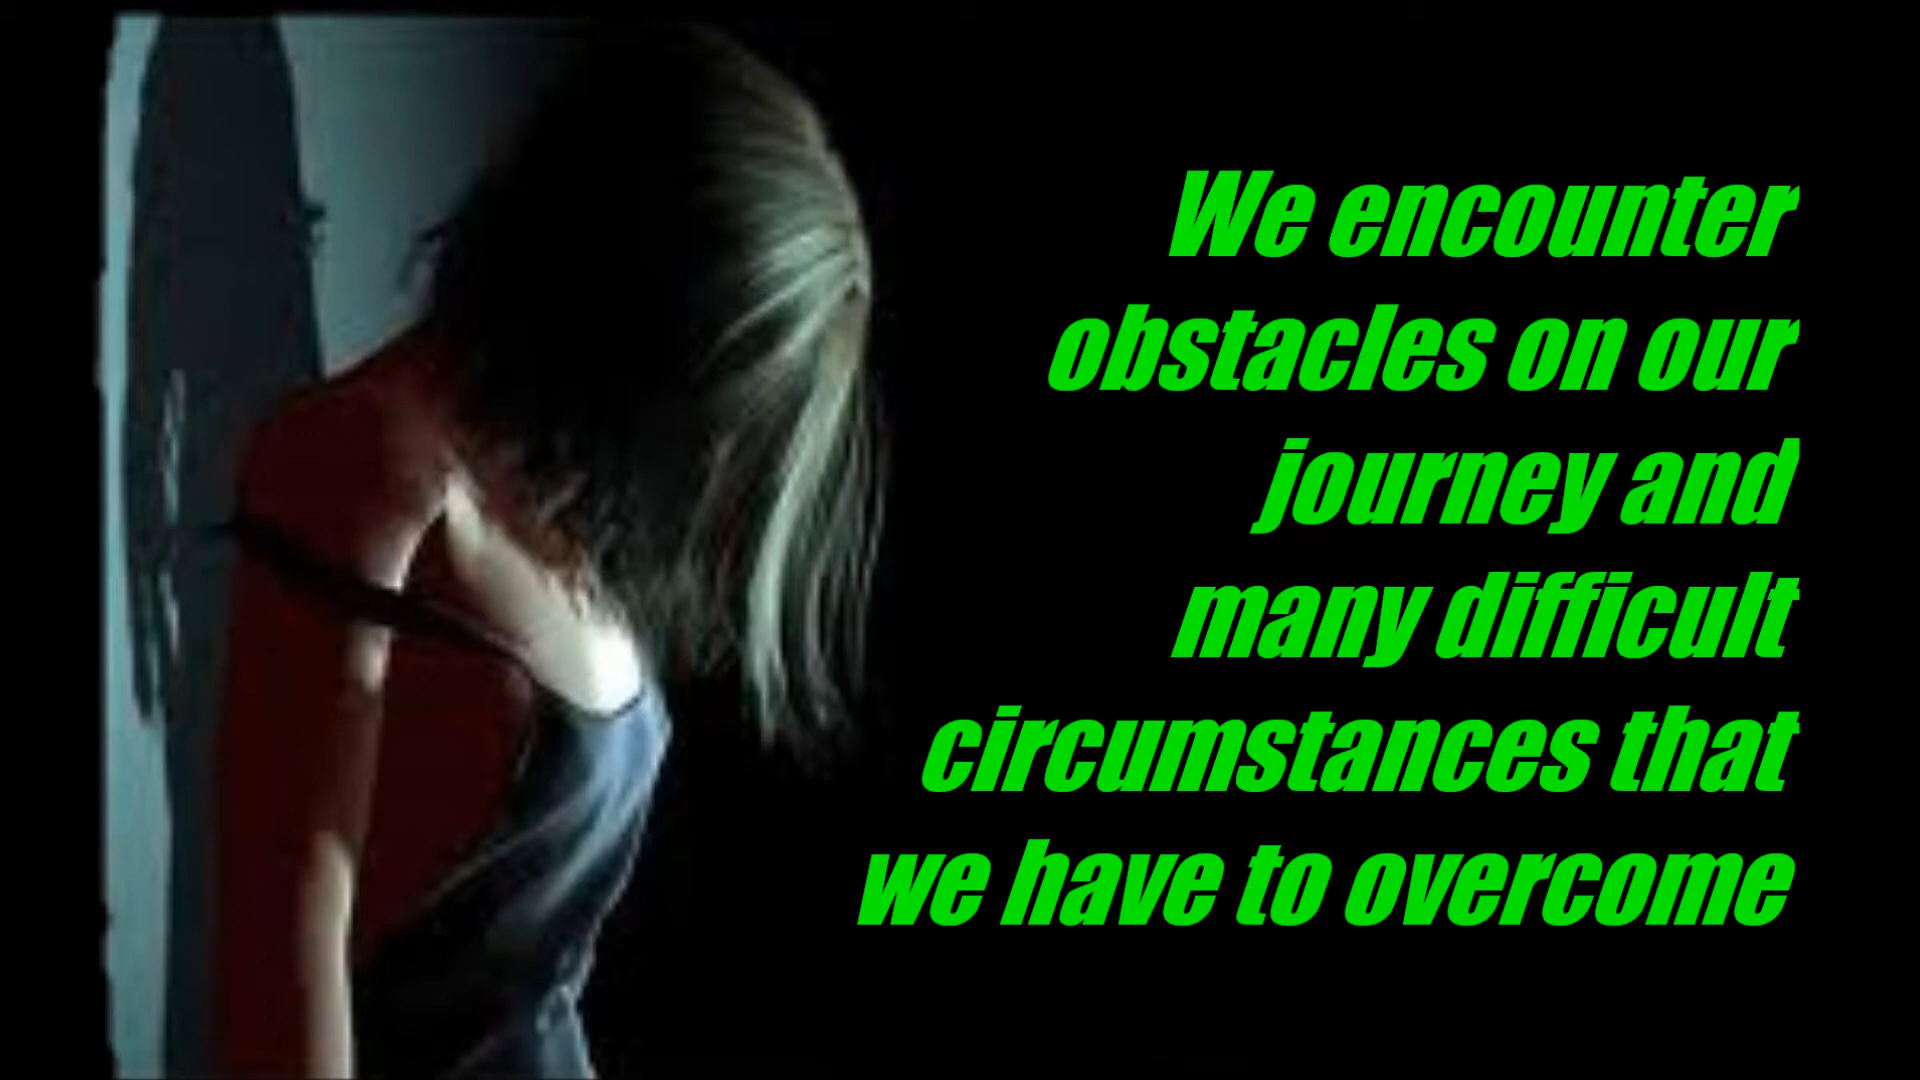 We encounter
obstacles on our
journey and
many difficult
circumstances that
we have to overcome